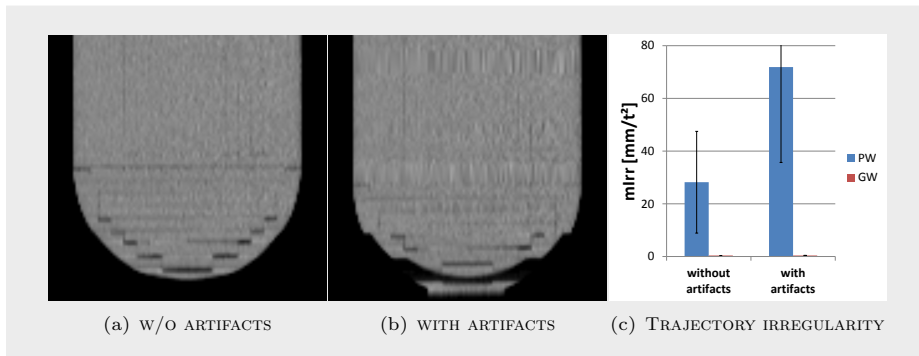 80
60
40
20
0
mIrr [mm/t²]
without
artifacts
with
artifacts
PW
GW
(a) W/O ARTIFACTS
(b) WITH ARTIFACTS
(c) TRAJECTORY IRREGULARITY